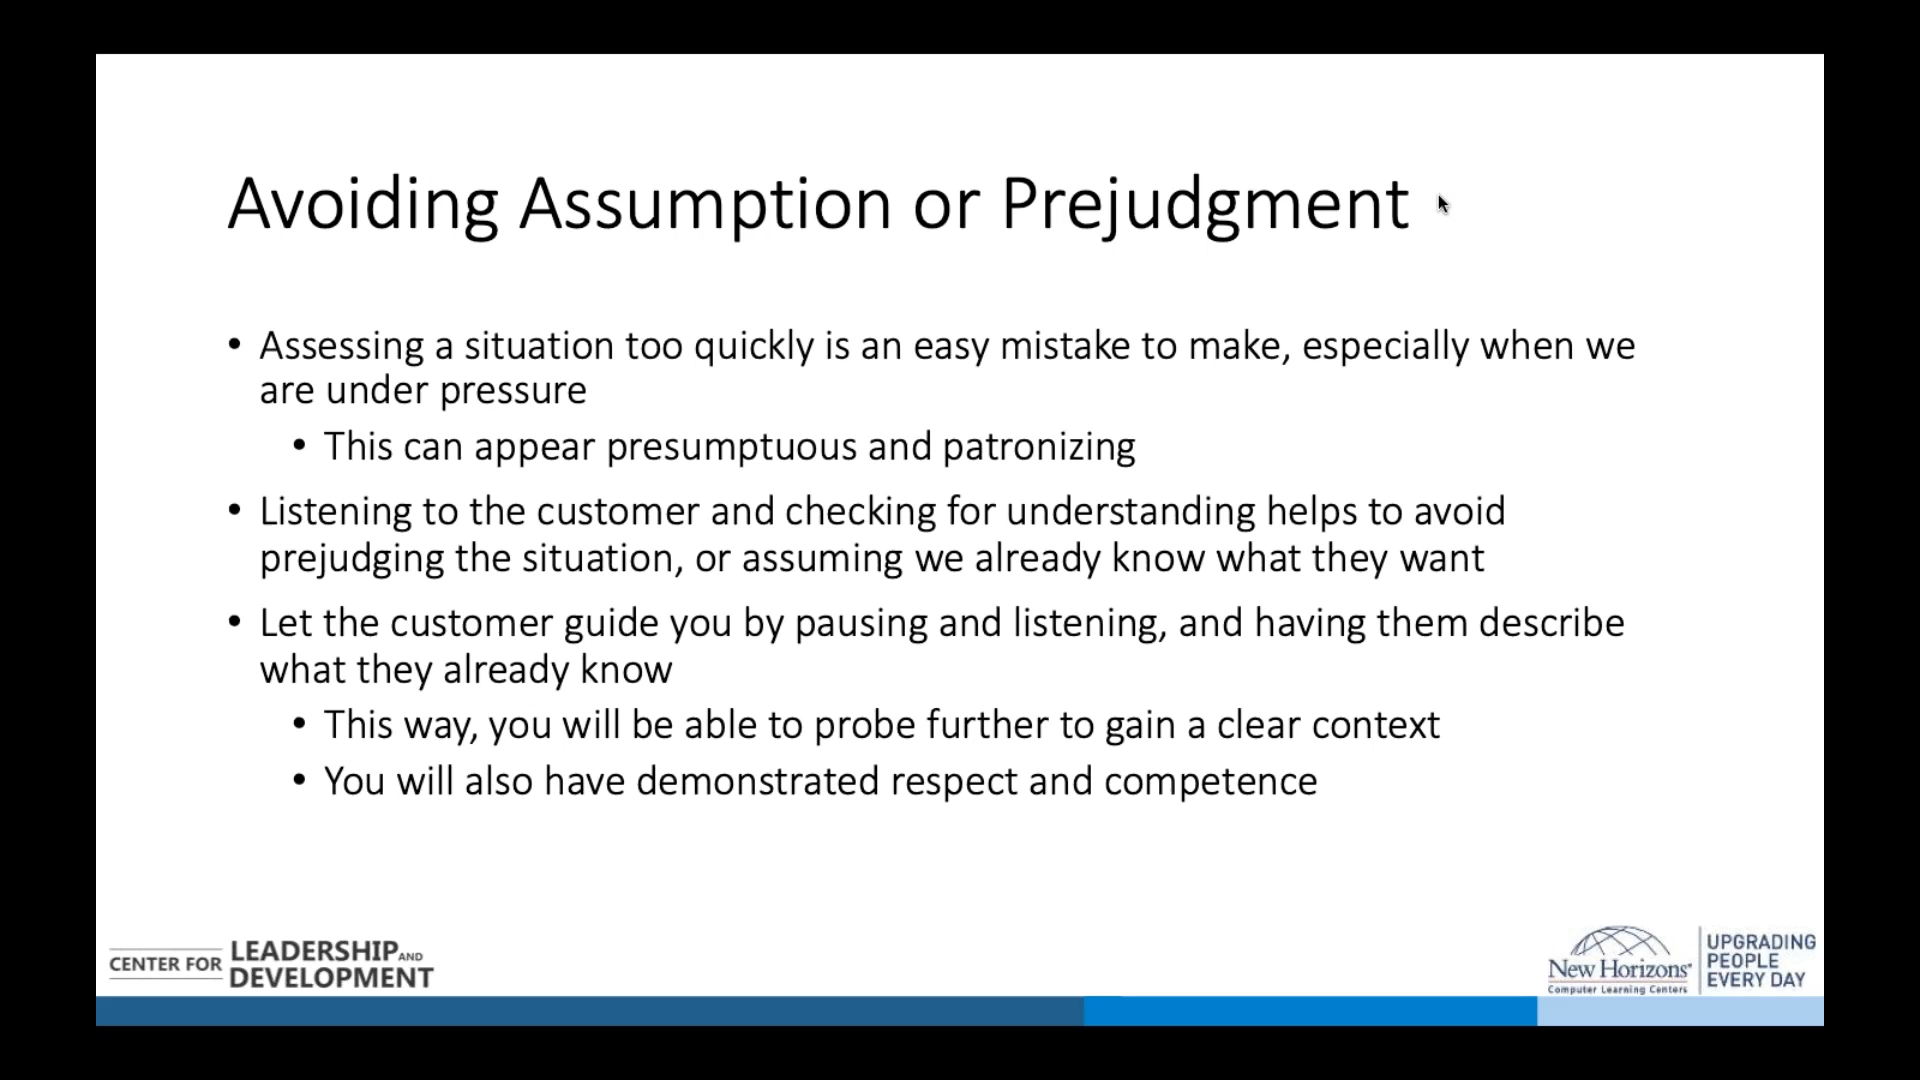 Avoiding Assumption or Prejudgment
• Assessing a situation too quickly is an easy mistake to make, especially when we
are under pressure
• This can appear presumptuous and patronizing
• Listening to the customer and checking for understanding helps to avoid
prejudging the situation, or assuming we already know what they want
• Let the customer guide you by pausing and listening, and having them describe
what they already know
• This way, you will be able to probe further to gain a clear context
• You will also have demonstrated respect and competence
CENTER FOR LEADERSHIP AND
DEVELOPMENT
New Horizons®
Computer Learning Centers
UPGRADING
PEOPLE
EVERY DAY